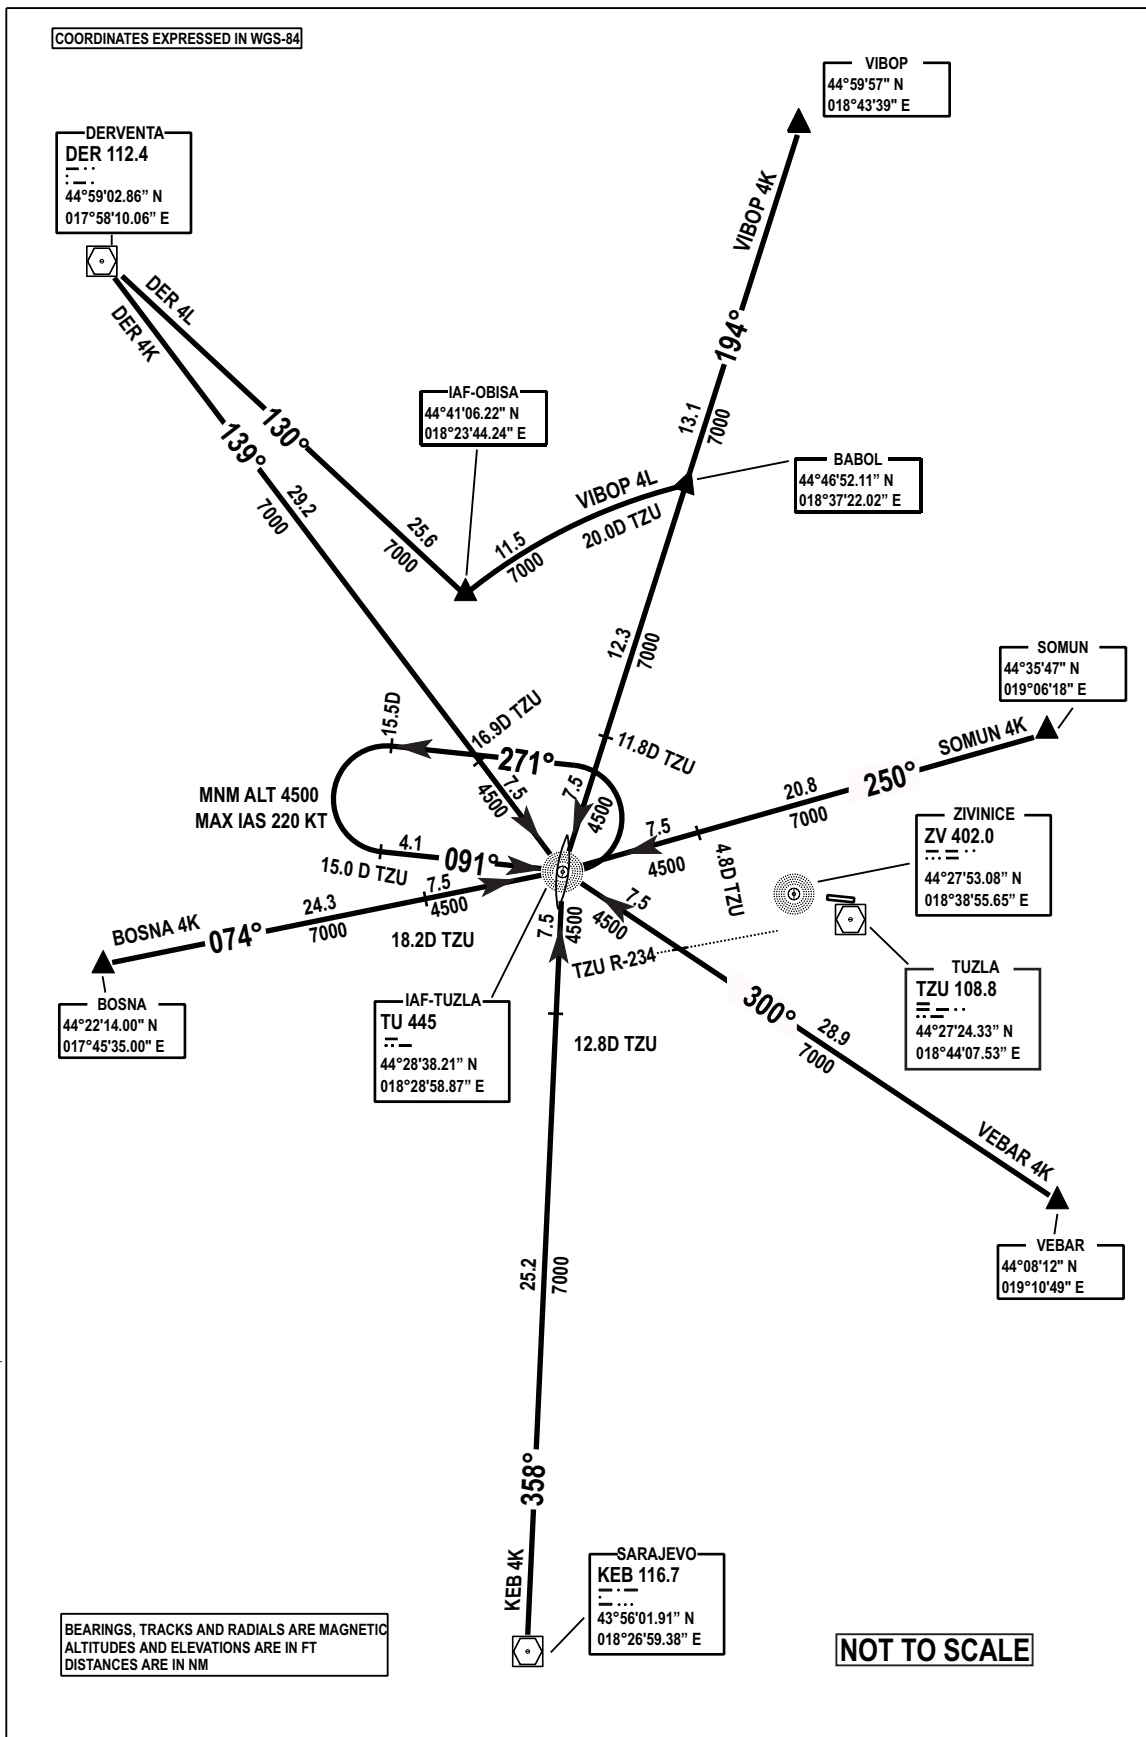 COORDINATES EXPRESSED IN WGS-84
VIBOP
44°59'57" N
018°43'39" E
DERVENTA
DER 112.4
44°59'02.86” N
017°58'10.06” E
VIBOP 4K
194°
13.1
7000
DER 4L
DER 4K
130°
139°
29.2
7000
25.6
7000
IAF-OBISA
44°41'06.22" N
018°23'44.24" E
VIBOP 4L
20.0D TZU
11.5
7000
BABOL
44°46'52.11” N
018°37'22.02” E
12.3
7000
SOMUN
44°35'47” N
019°06'18” E
SOMUN 4K
250°
20.8
7000
15.5D
16.9D TZU
271°
11.8D TZU
7.5
4500
7.5
4500
MNM ALT 4500
MAX IAS 220 KT
4.1
091°
15.0 D TZU
7.5
4500
4.8D TZU
ZIVINICE
ZV 402.0
44°27'53.08” N
018°38'55.65” E
BOSNA 4K
074°
24.3
7000
7.5
4500
18.2D TZU
7.5
4500
7.5
4500
TZU R-234
BOSNA
44°22'14.00" N
017°45'35.00" E
IAF-TUZLA
TU 445
44°28'38.21” N
018°28'58.87” E
12.8D TZU
300°
28.9
7000
TUZLA
TZU 108.8
44°27'24.33” N
018°44'07.53” E
VEBAR 4K
VEBAR
44°08'12" N
019°10'49" E
25.2
7000
358°
KEB 4K
SARAJEVO
KEB 116.7
43°56'01.91” N
018°26'59.38” E
BEARINGS, TRACKS AND RADIALS ARE MAGNETIC
ALTITUDES AND ELEVATIONS ARE IN FT
DISTANCES ARE IN NM
NOT TO SCALE